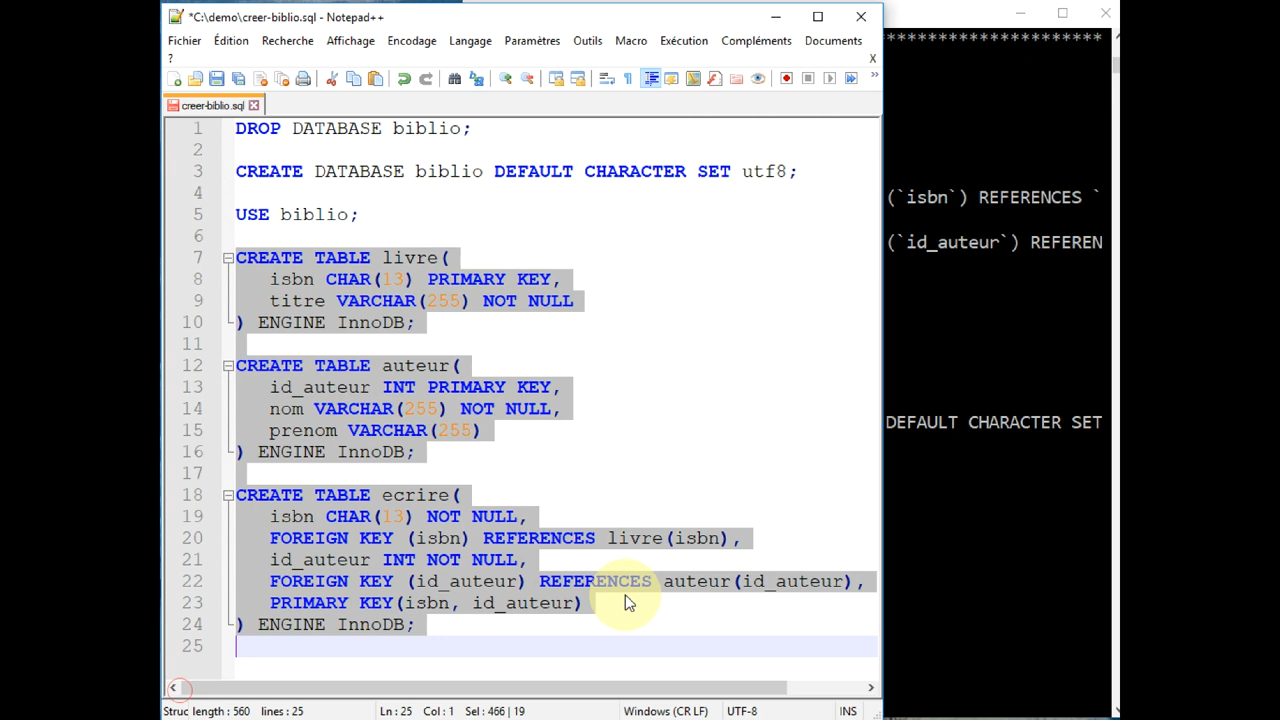 *C:\demo\creer-biblio.sql - Notepad++
Fichier Édition Recherche Affichage Encodage Langage Paramètres Outils Macro Exécution Compléments Documents
? X
creer-biblio.sql
1 DROP DATABASE biblio;
2
3 CREATE DATABASE biblio DEFAULT CHARACTER SET utf8;
4
5 USE biblio;
6
7 CREATE TABLE livre(
8 isbn CHAR(13) PRIMARY KEY,
9 titre VARCHAR(255) NOT NULL
10 ) ENGINE InnoDB;
11
12 CREATE TABLE auteur(
13 id_auteur INT PRIMARY KEY,
14 nom VARCHAR(255) NOT NULL,
15 prenom VARCHAR(255)
16 ) ENGINE InnoDB;
17
18 CREATE TABLE ecrire(
19 isbn CHAR(13) NOT NULL,
20 FOREIGN KEY (isbn) REFERENCES livre(isbn),
21 id_auteur INT NOT NULL,
22 FOREIGN KEY (id_auteur) REFERENCES auteur(id_auteur),
23 PRIMARY KEY(isbn, id_auteur)
24 ) ENGINE InnoDB;
25
Struc length : 560 lines : 25 Ln : 25 Col : 1 Sel : 466 | 19 Windows (CR LF) UTF-8 INS
*******************
(`isbn`) REFERENCES `
(`id_auteur`) REFEREN
DEFAULT CHARACTER SET